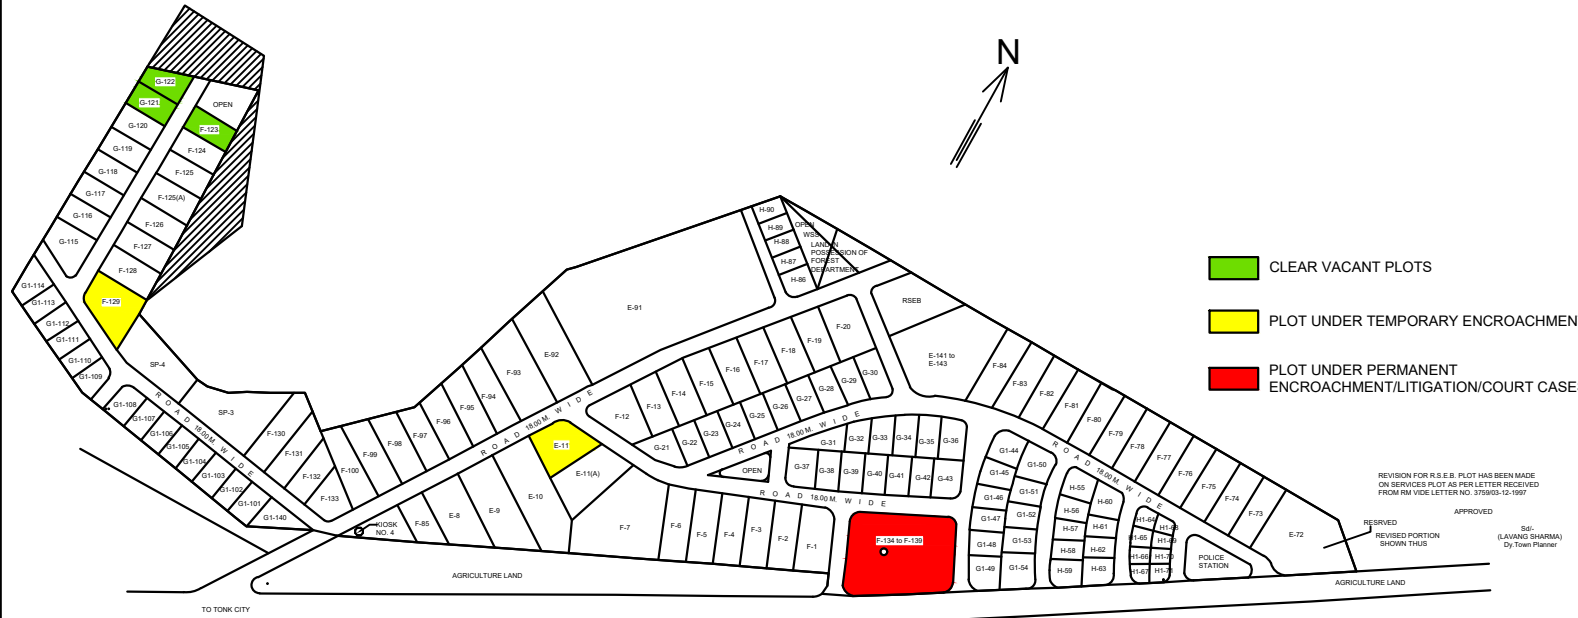 N
G-122
G-121
OPEN
G-120
F-123
G-119
F-124
G-118
F-125
G-117
F-125(A)
G-116
F-126
G-115
F-127
F-128
G1-114
F-129
G1-113
G1-112
G1-111
G1-110
G1-109
SP-4
G1-108
G1-107
G1-106
G1-105
G1-104
G1-103
G1-102
G1-101
G1-140
ROAD 18.00M. WIDE
SP-3
F-130
F-131
F-132
F-133
F-100
F-99
F-98
F-97
F-96
F-95
F-94
F-93
E-92
E-91
ROAD 18.00 M. WIDE
H-90
H-89
H-88
H-87
H-86
OPEN
WSS
LAND IN
POSSESSION OF
FOREST
DEPARTMENT
RSEB
E-141 to
E-143
F-20
F-19
F-18
F-17
F-16
F-15
F-14
F-13
F-12
G-30
G-29
G-28
G-27
G-26
G-25
G-24
G-23
G-22
G-21
ROAD 18.00 M. WIDE
OPEN
G-31
G-32
G-33
G-34
G-35
G-36
G-37
G-38
G-39
G-40
G-41
G-42
G-43
ROAD 18.00M. WIDE
E-11
E-11(A)
E-10
E-9
E-8
F-85
KIOSK
NO. 4
F-7
F-6
F-5
F-4
F-3
F-2
F-1
F-134 to F-139
G1-44
G1-45
G1-46
G1-47
G1-48
G1-49
G1-50
G1-51
G1-52
G1-53
G1-54
H-55
H-56
H-57
H-58
H-59
H-60
H-61
H-62
H-63
H1-64
H1-65
H1-66
H1-67
H1-68
H1-69
H1-70
H1-71
POLICE
STATION
ROAD 18.00M. WIDE
F-84
F-83
F-82
F-81
F-80
F-79
F-78
F-77
F-76
F-75
F-74
F-73
E-72
AGRICULTURE LAND
AGRICULTURE LAND
TO TONK CITY
CLEAR VACANT PLOTS
PLOT UNDER TEMPORARY ENCROACHMEN
PLOT UNDER PERMANENT
ENCROACHMENT/LITIGATION/COURT CASE
REVISION FOR R.S.E.B. PLOT HAS BEEN MADE
ON SERVICES PLOT AS PER LETTER RECEIVED
FROM RM VIDE LETTER NO. 3759/03-12-1997
APPROVED
RESRVED
REVISED PORTION
SHOWN THUS
Sd/-
(LAVANG SHARMA)
Dy.Town Planner